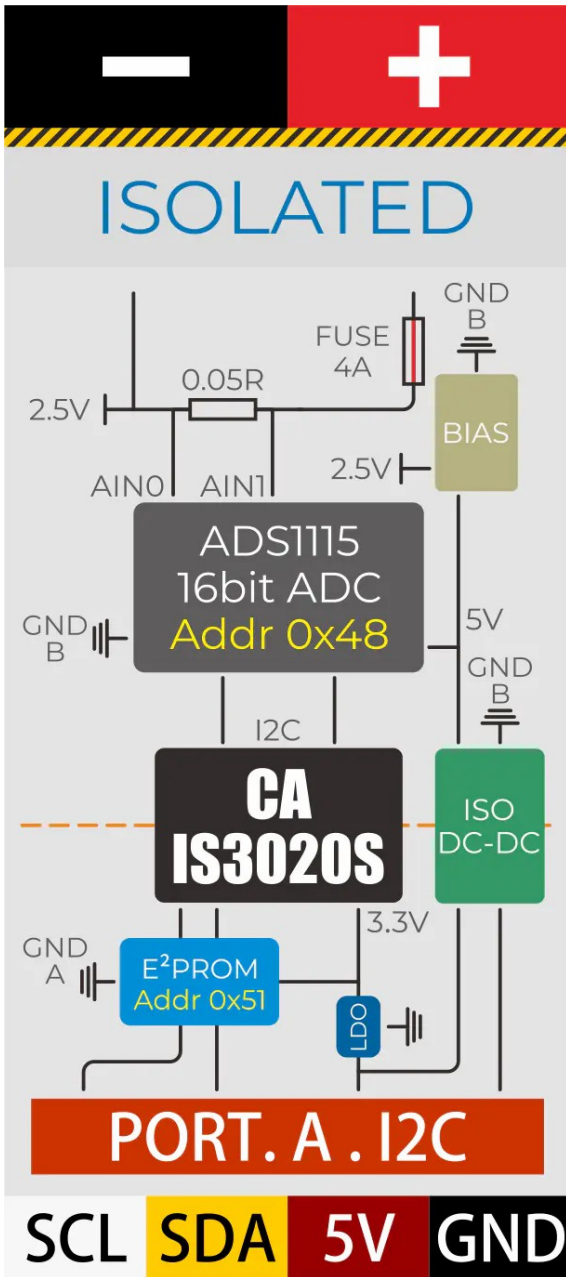 − +
ISOLATED
GND
B
FUSE
4A
0.05R
2.5V
BIAS
2.5V
AIN0 AIN1
ADS1115
16bit ADC
Addr 0x48
GND
B
5V
GND
B
I2C
CA
IS3020S
ISO
DC-DC
3.3V
GND
A
E²PROM
Addr 0x51
LDO
PORT. A . I2C
SCL SDA 5V GND